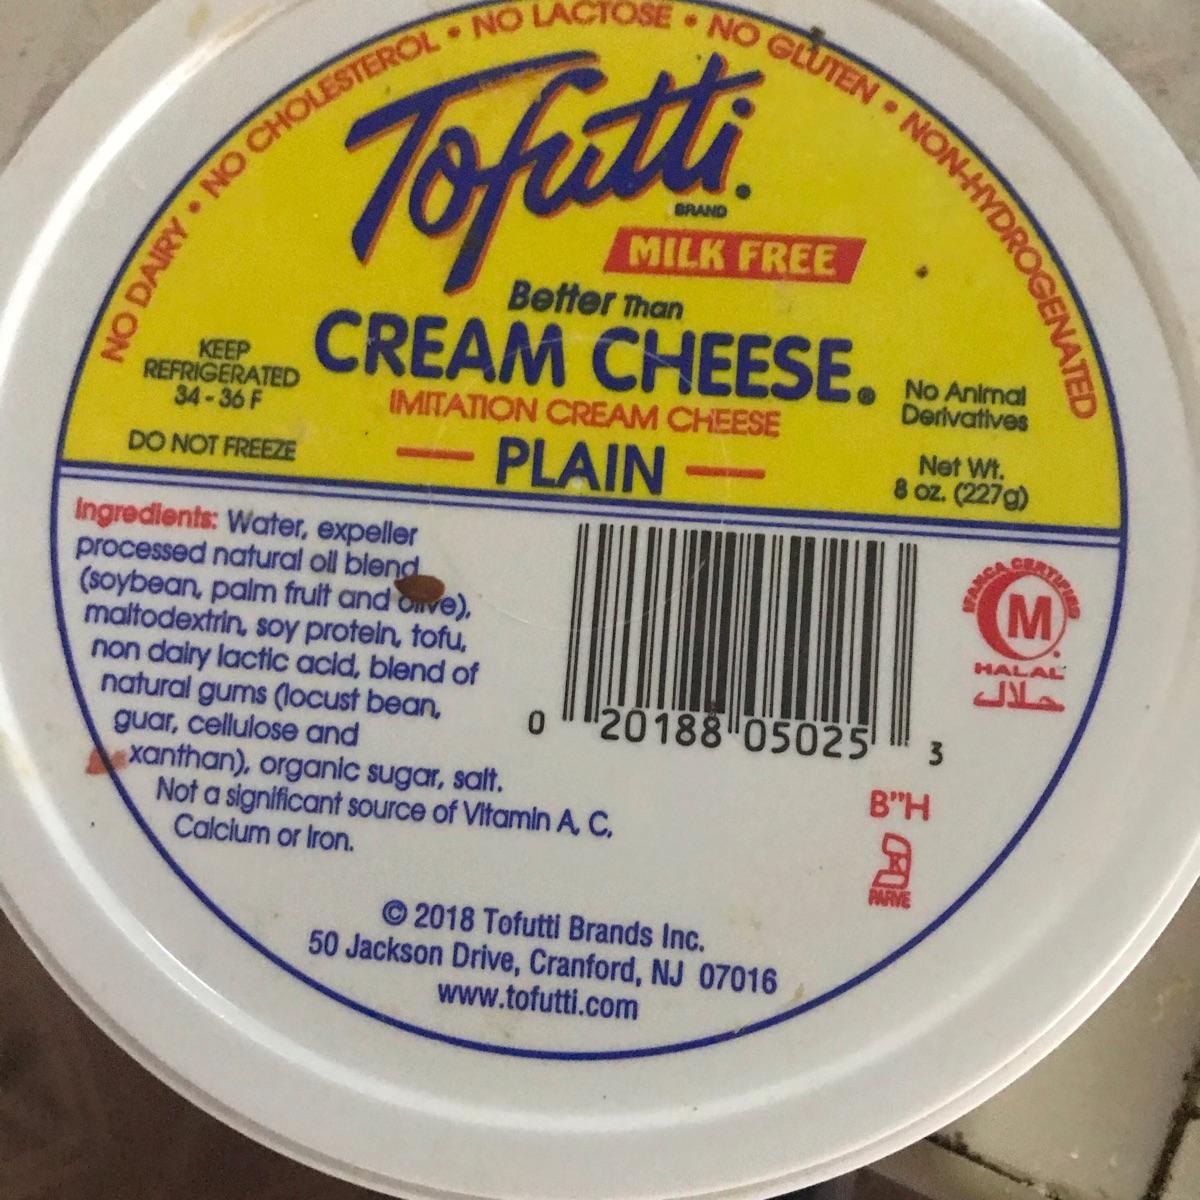 NO DAIRY • NO CHOLESTEROL • NO LACTOSE • NO GLUTEN • NON-HYDROGENATED
Tofutti.
BRAND
MILK FREE
Better Than
CREAM CHEESE®
IMITATION CREAM CHEESE
PLAIN
KEEP
REFRIGERATED
34 - 36 F
DO NOT FREEZE
No Animal
Derivatives
Net Wt.
8 oz. (227g)
Ingredients: Water, expeller
processed natural oil blend
(soybean, palm fruit and olive),
maltodextrin, soy protein, tofu,
non dairy lactic acid, blend of
natural gums (locust bean,
guar, cellulose and
xanthan), organic sugar, salt.
Not a significant source of Vitamin A, C,
Calcium or Iron.
0 20188 05025 3
IFANCA CERTIFIED
M
HALAL
حلال
B"H
K
PARVE
© 2018 Tofutti Brands Inc.
50 Jackson Drive, Cranford, NJ 07016
www.tofutti.com